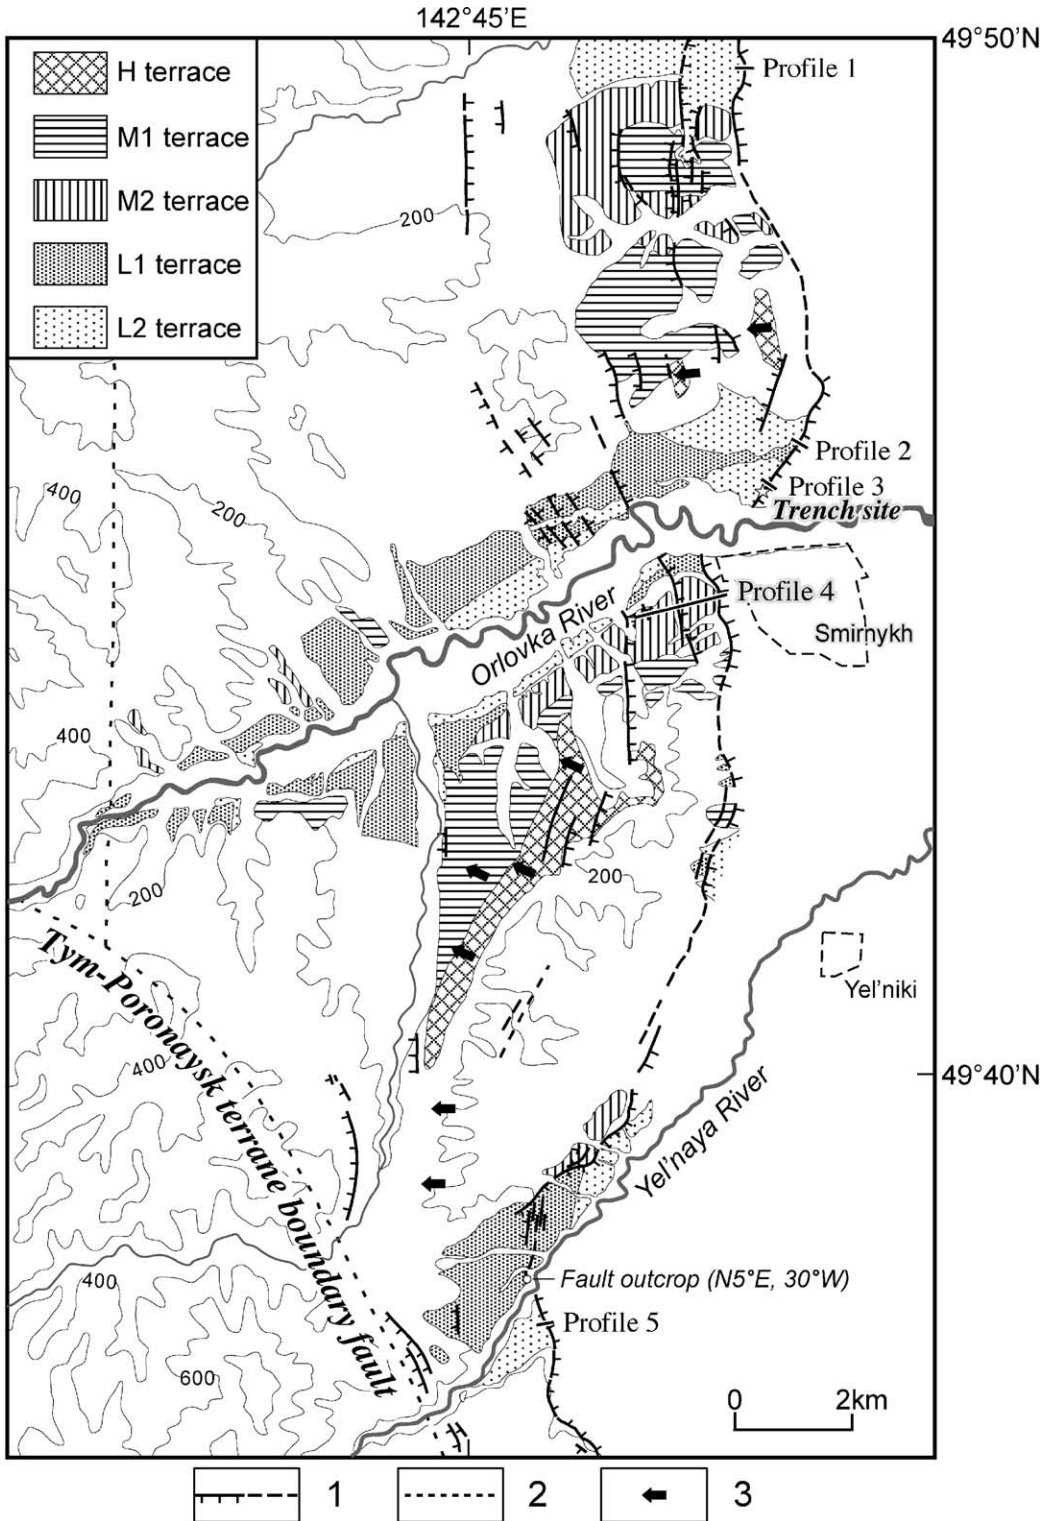 142°45'E
49°50'N
H terrace
M1 terrace
M2 terrace
L1 terrace
L2 terrace
Profile 1
200
Profile 2
Profile 3
Trench site
400
200
Profile 4
Orlovka River
Smirnykh
400
200
200
Yel'niki
Tym-Poronaysk terrane boundary fault
400
49°40'N
Yel'naya River
400
Fault outcrop (N5°E, 30°W)
Profile 5
600
0 2km
1 2 3